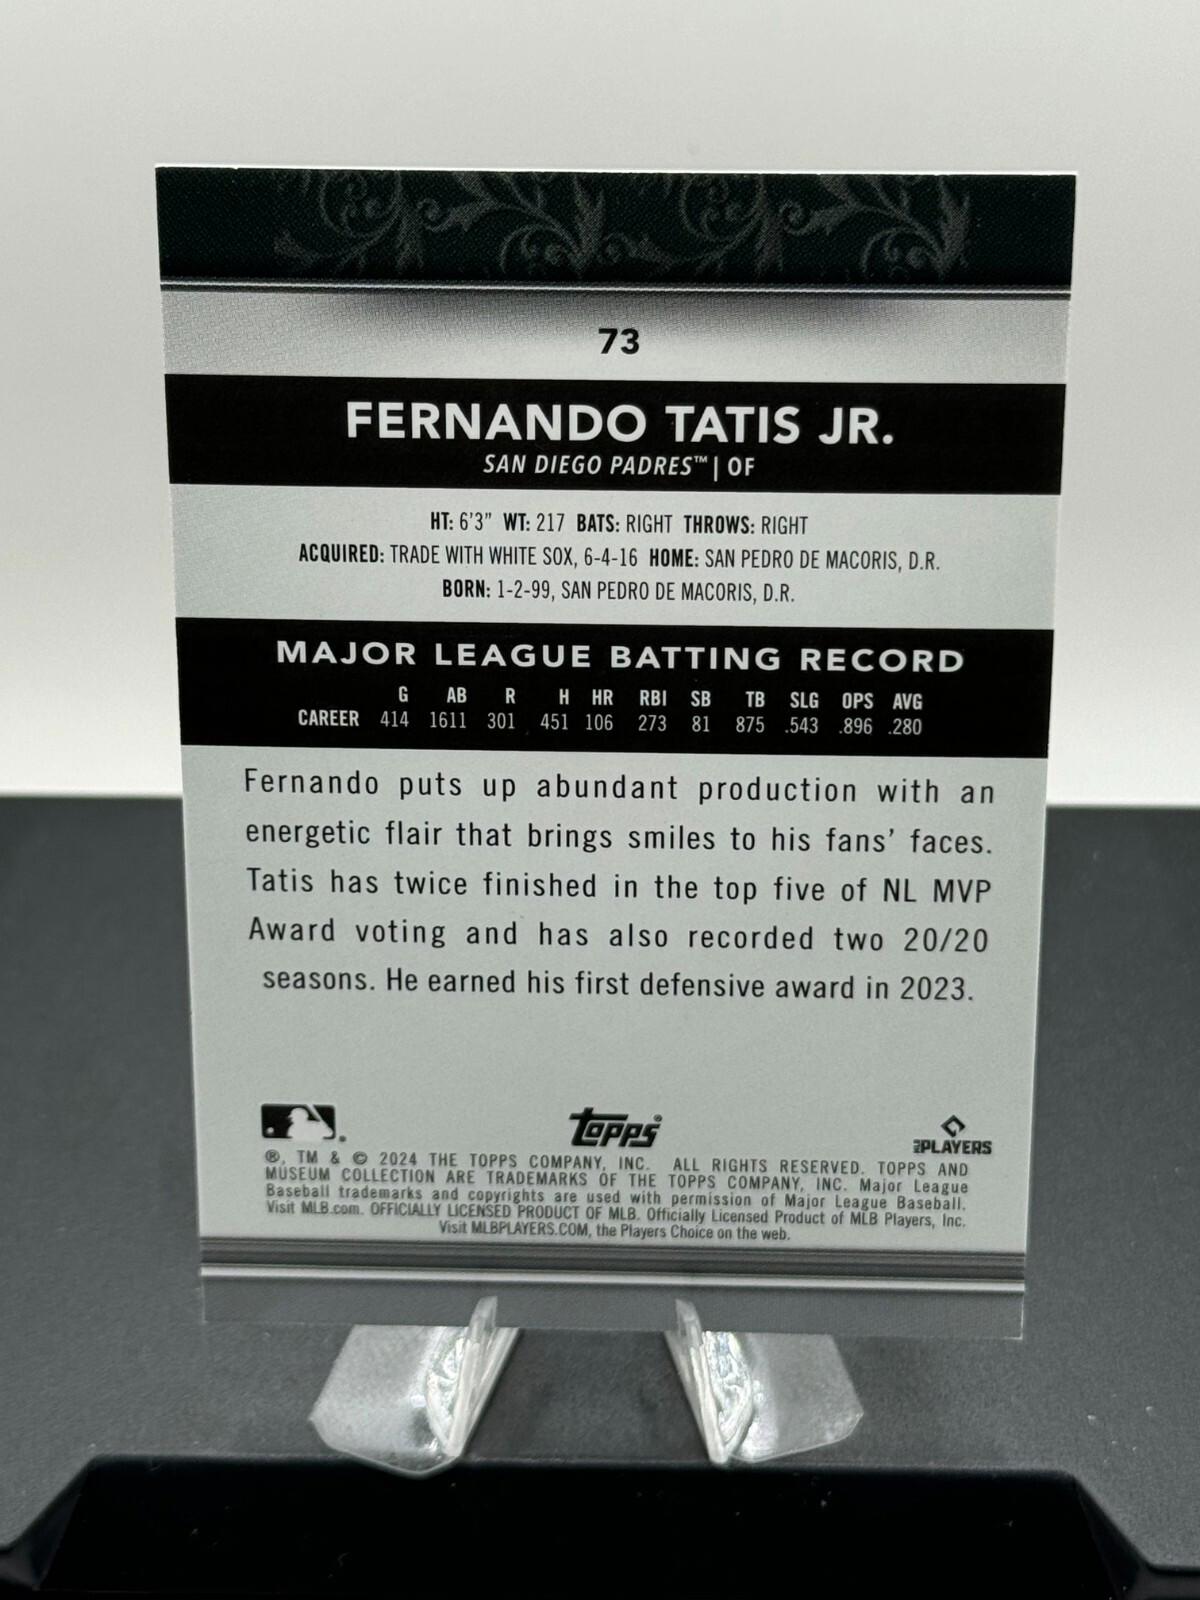 73
FERNANDO TATIS JR.
SAN DIEGO PADRES™ | OF
HT: 6'3" WT: 217 BATS: RIGHT THROWS: RIGHT
ACQUIRED: TRADE WITH WHITE SOX, 6-4-16 HOME: SAN PEDRO DE MACORIS, D.R.
BORN: 1-2-99, SAN PEDRO DE MACORIS, D.R.
MAJOR LEAGUE BATTING RECORD
G AB R H HR RBI SB TB SLG OPS AVG
CAREER 414 1611 301 451 106 273 81 875 .543 .896 .280
Fernando puts up abundant production with an
energetic flair that brings smiles to his fans' faces.
Tatis has twice finished in the top five of NL MVP
Award voting and has also recorded two 20/20
seasons. He earned his first defensive award in 2023.
Topps®
PLAYERS
®, TM & © 2024 THE TOPPS COMPANY, INC. ALL RIGHTS RESERVED. TOPPS AND
MUSEUM COLLECTION ARE TRADEMARKS OF THE TOPPS COMPANY, INC. Major League
Baseball trademarks and copyrights are used with permission of Major League Baseball.
Visit MLB.com. OFFICIALLY LICENSED PRODUCT OF MLB. Officially Licensed Product of MLB Players, Inc.
Visit MLBPLAYERS.COM, the Players Choice on the web.